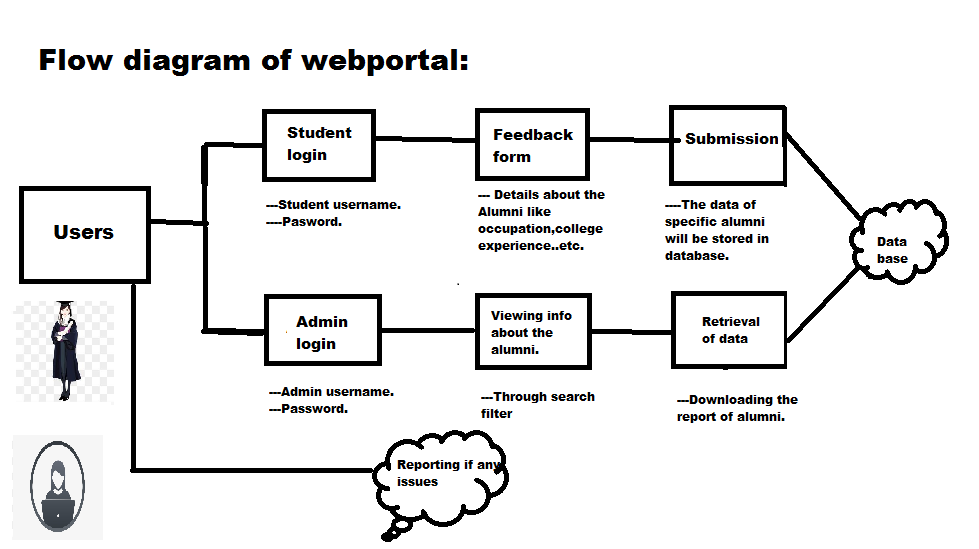 Flow diagram of webportal:
Student
login
Feedback
form
Submission
---Student username.
----Pasword.
--- Details about the
Alumni like
occupation,college
experience..etc.
----The data of
specific alumni
will be stored in
database.
Users
Data
base
Admin
login
Viewing info
about the
alumni.
Retrieval
of data
---Admin username.
---Password.
---Through search
filter
---Downloading the
report of alumni.
Reporting if any
issues